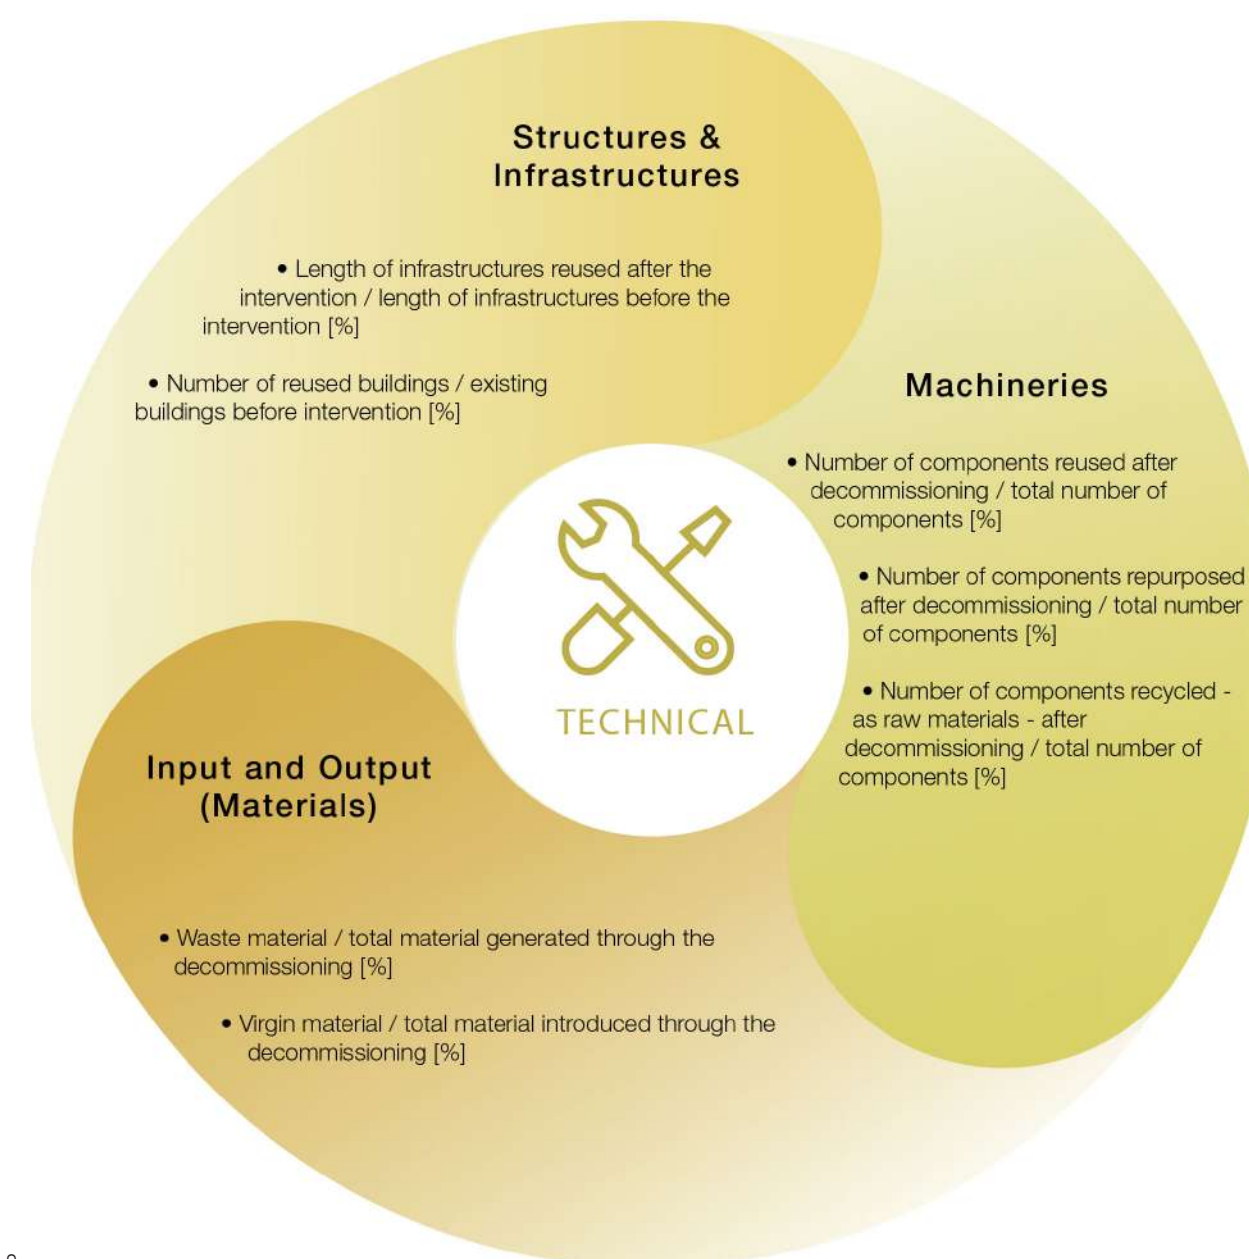 Structures &
Infrastructures
• Length of infrastructures reused after the
intervention / length of infrastructures before the
intervention [%]
• Number of reused buildings / existing
buildings before intervention [%]
Machineries
• Number of components reused after
decommissioning / total number of
components [%]
• Number of components repurposed
after decommissioning / total number
of components [%]
• Number of components recycled -
as raw materials - after
decommissioning / total number of
components [%]
TECHNICAL
Input and Output
(Materials)
• Waste material / total material generated through the
decommissioning [%]
• Virgin material / total material introduced through the
decommissioning [%]